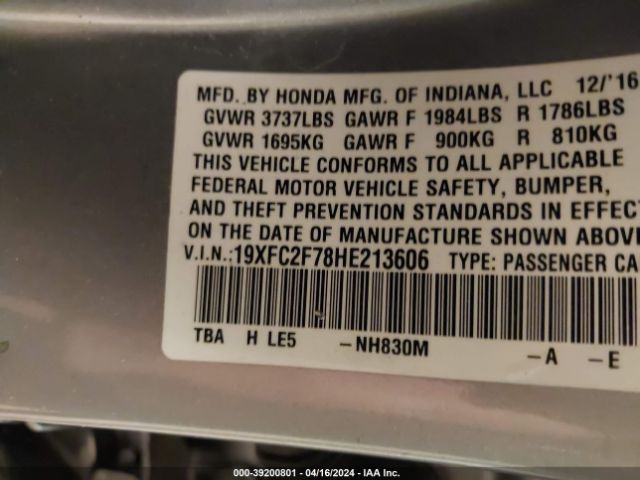 MFD. BY HONDA MFG. OF INDIANA, LLC 12/'16
GVWR 3737LBS GAWR F 1984LBS R 1786LBS
GVWR 1695KG GAWR F 900KG R 810KG
THIS VEHICLE CONFORMS TO ALL APPLICABLE
FEDERAL MOTOR VEHICLE SAFETY, BUMPER,
AND THEFT PREVENTION STANDARDS IN EFFECT
ON THE DATE OF MANUFACTURE SHOWN ABOVE
V.I.N.:19XFC2F78HE213606 TYPE: PASSENGER CA
TBA H LE5 -NH830M -A -E
000-39200801 - 04/16/2024 - IAA Inc.